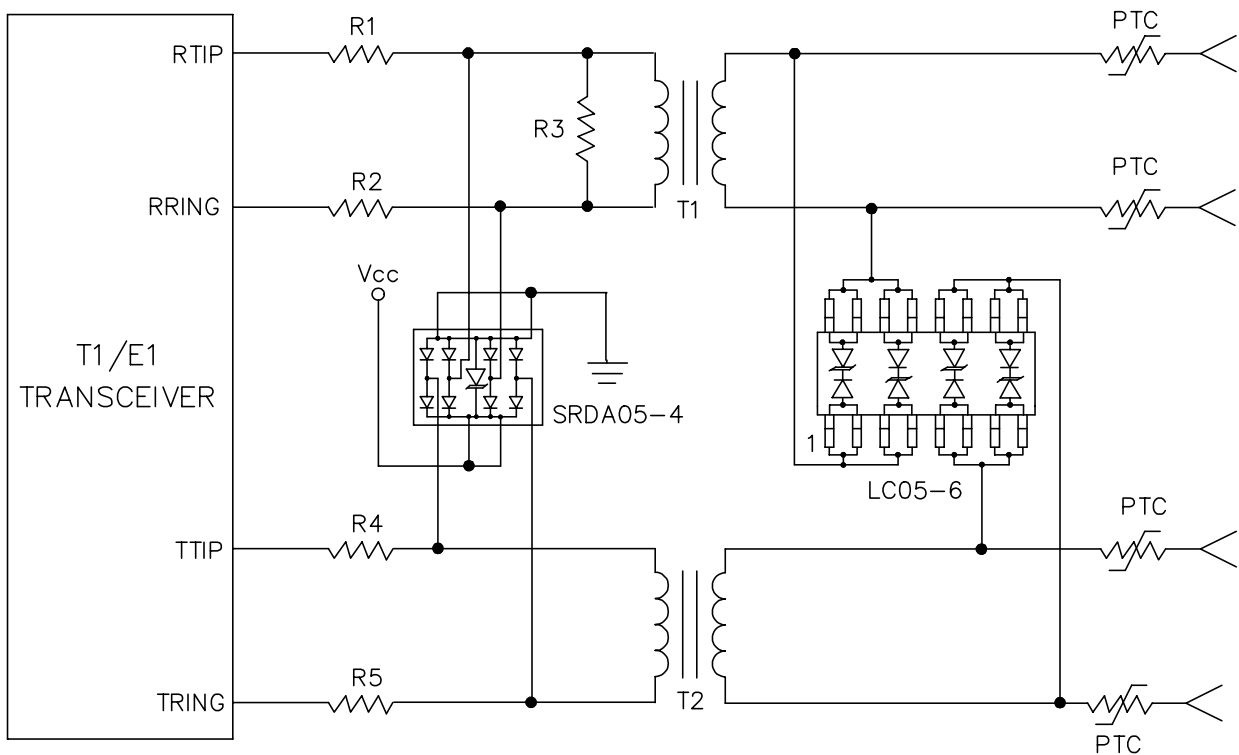 PTC
R1
RTIP
R3
PTC
R2
RRING
T1
Vcc
T1/E1
TRANSCEIVER
SRDA05-4
1
LC05-6
PTC
R4
TTIP
R5
TRING
T2
PTC